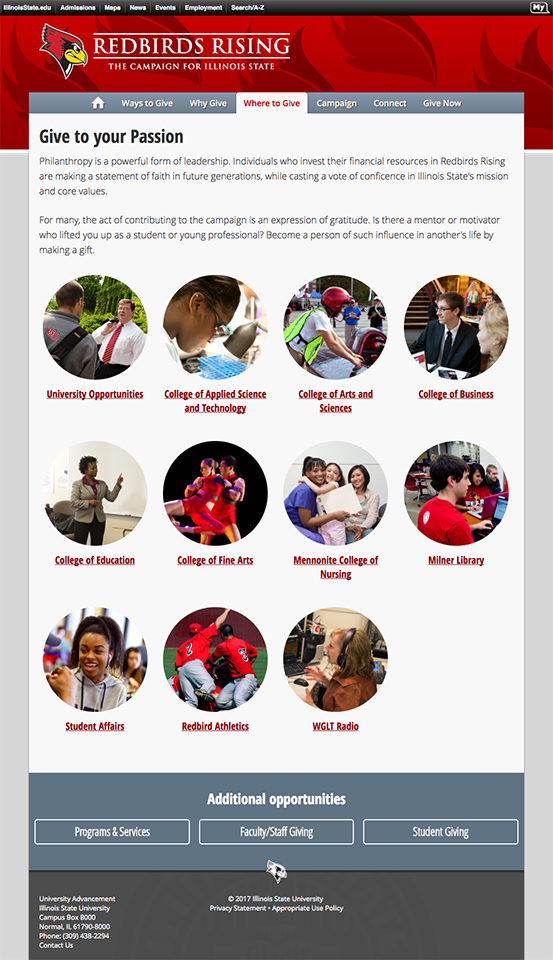 IllinoisState.edu Admissions Maps News Events Employment Search/A-Z My
REDBIRDS RISING
THE CAMPAIGN FOR ILLINOIS STATE
Ways to Give Why Give Where to Give Campaign Connect Give Now
Give to your Passion
Philanthropy is a powerful form of leadership. Individuals who invest their financial resources in Redbirds Rising
are making a statement of faith in future generations, while casting a vote of conficence in Illinois State's mission
and core values.
For many, the act of contributing to the campaign is an expression of gratitude. Is there a mentor or motivator
who lifted you up as a student or young professional? Become a person of such influence in another's life by
making a gift.
University Opportunities
College of Applied Science
and Technology
College of Arts and
Sciences
College of Business
College of Education
College of Fine Arts
Mennonite College of
Nursing
Milner Library
2 3
Student Affairs
Redbird Athletics
WGLT Radio
Additional opportunities
Programs & Services
Faculty/Staff Giving
Student Giving
University Advancement
Illinois State University
Campus Box 8000
Normal, IL 61790-8000
Phone: (309) 438-2294
Contact Us
© 2017 Illinois State University
Privacy Statement • Appropriate Use Policy